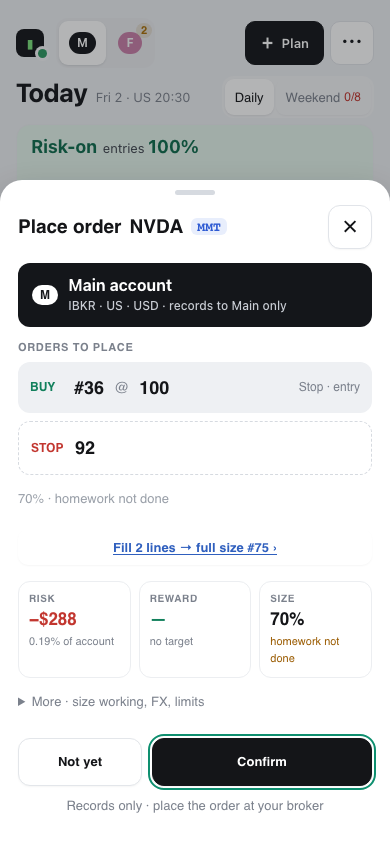 M F 2 + Plan •••
Today Fri 2 · US 20:30 Daily Weekend 0/8
Risk-on entries 100%
Place order NVDA MMT ✕
M Main account
IBKR · US · USD · records to Main only
ORDERS TO PLACE
BUY #36 @ 100 Stop · entry
STOP 92
70% · homework not done
Fill 2 lines → full size #75 ›
RISK REWARD SIZE
−$288 — 70%
0.19% of account no target homework not
done
▶ More · size working, FX, limits
Not yet Confirm
Records only · place the order at your broker